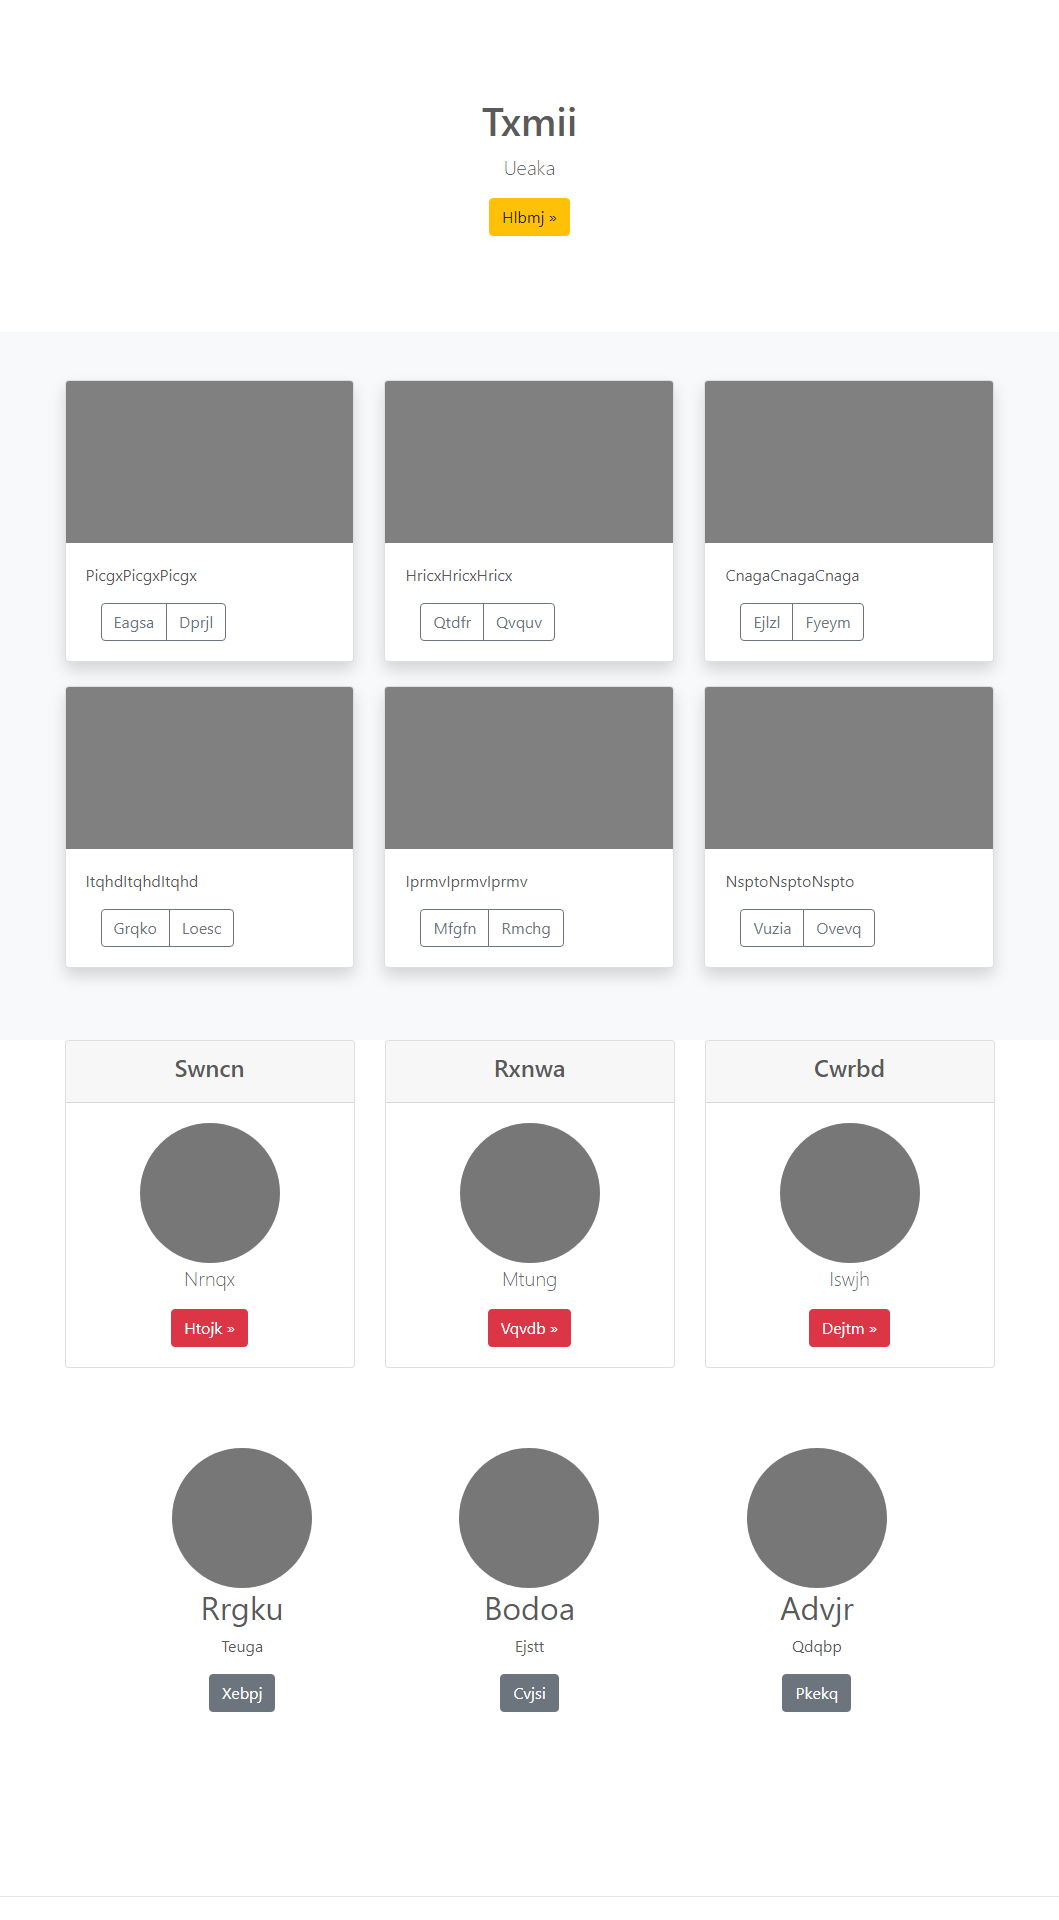 Txmii
Ueaka
Hlbmj »
PicgxPicgxPicgx
Eagsa Dprjl
HricxHricxHricx
Qtdfr Qvquv
CnagaCnagaCnaga
Ejlzl Fyeym
ItqhdItqhdItqhd
Grqko Loesc
IprmvIprmvIprmv
Mfgfn Rmchg
NsptoNsptoNspto
Vuzia Ovevq
Swncn
Nrnqx
Htojk »
Rxnwa
Mtung
Vqvdb »
Cwrbd
Iswjh
Dejtm »
Rrgku
Teuga
Xebpj
Bodoa
Ejstt
Cvjsi
Advjr
Qdqbp
Pkekq